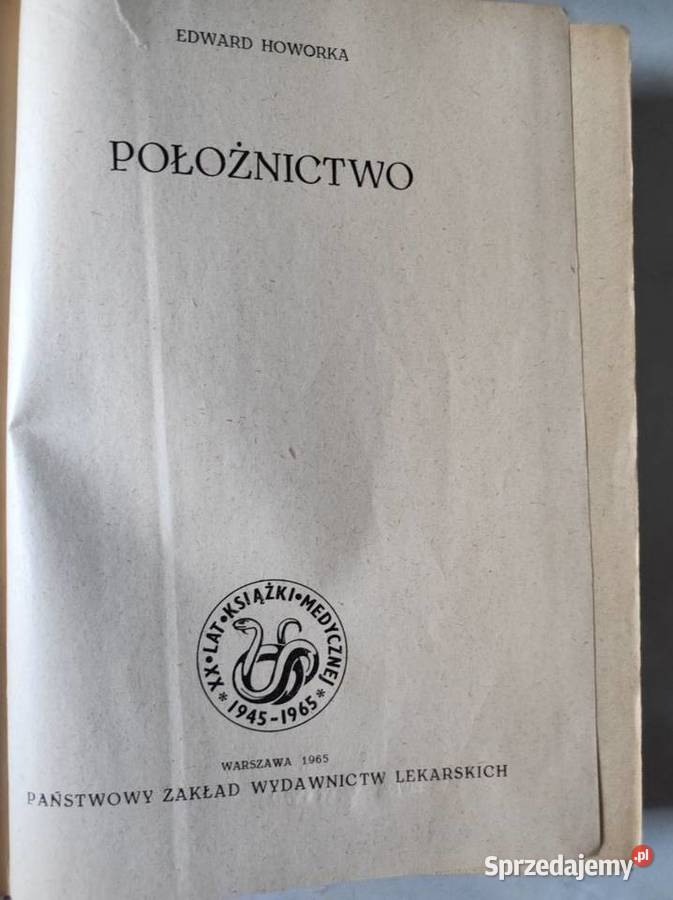 EDWARD HOWORKA
POŁOŻNICTWO
XX•LAT•KSIĄŻKI•MEDYCZNEJ
*1945-1965*
WARSZAWA 1965
PAŃSTWOWY ZAKŁAD WYDAWNICTW LEKARSKICH
Sprzedajemy.pl